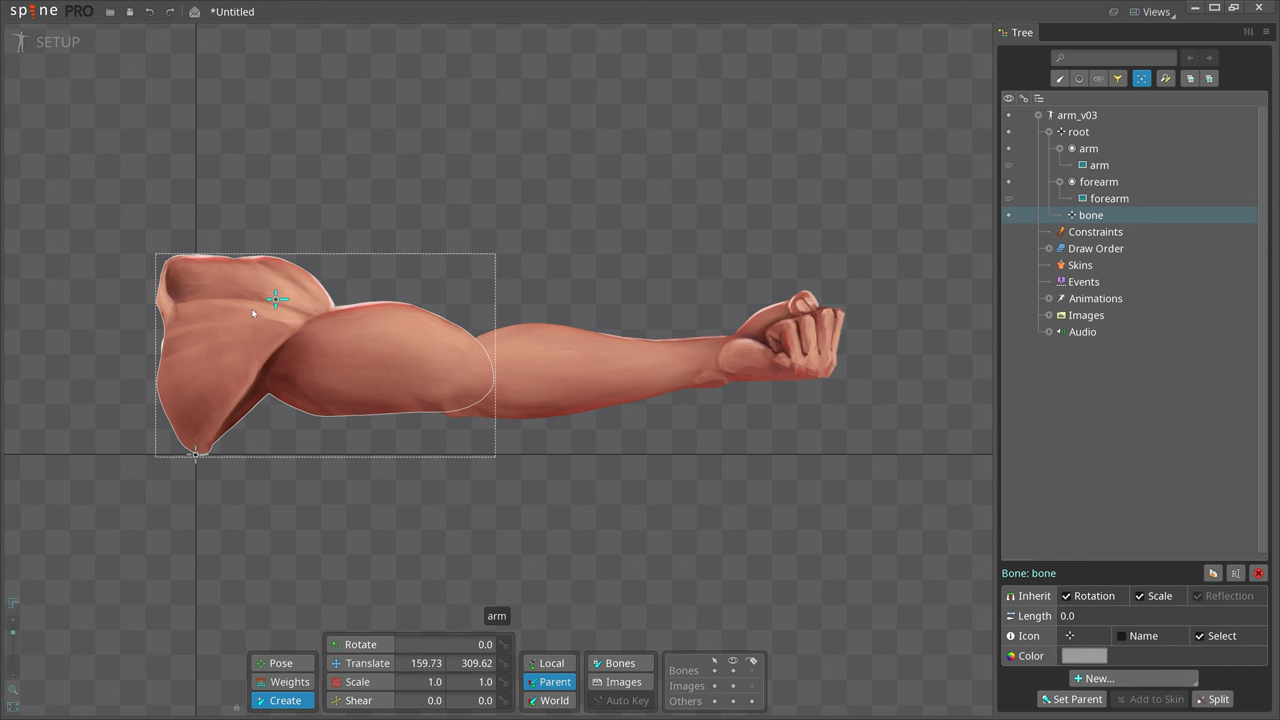 spine PRO
*Untitled
Views
SETUP
Tree
arm_v03
root
arm
arm
forearm
forearm
bone
Constraints
Draw Order
Skins
Events
Animations
Images
Audio
Bone: bone
Inherit Rotation Scale Reflection
Length 0.0
Icon Name Select
Color
New...
Set Parent Add to Skin Split
arm
Pose
Weights
Create
Rotate 0.0
Translate 159.73 309.62
Scale 1.0 1.0
Shear 0.0 0.0
Local
Parent
World
Bones
Images
Auto Key
Bones
Images
Others